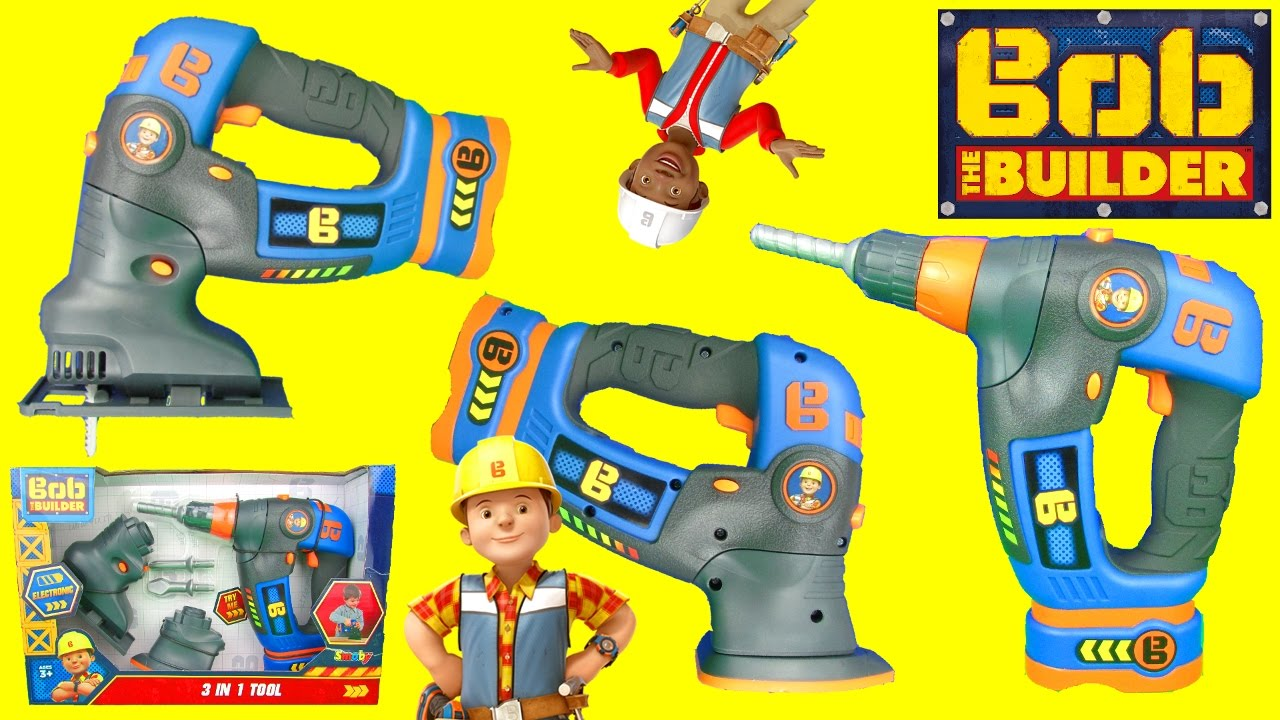 Bob
THE BUILDER
Bob
THE BUILDER
ELECTRONIC
TRY
ME
AGES
3+
Smoby
3 IN 1 TOOL
B
B
B
B
B
B
B
B
B